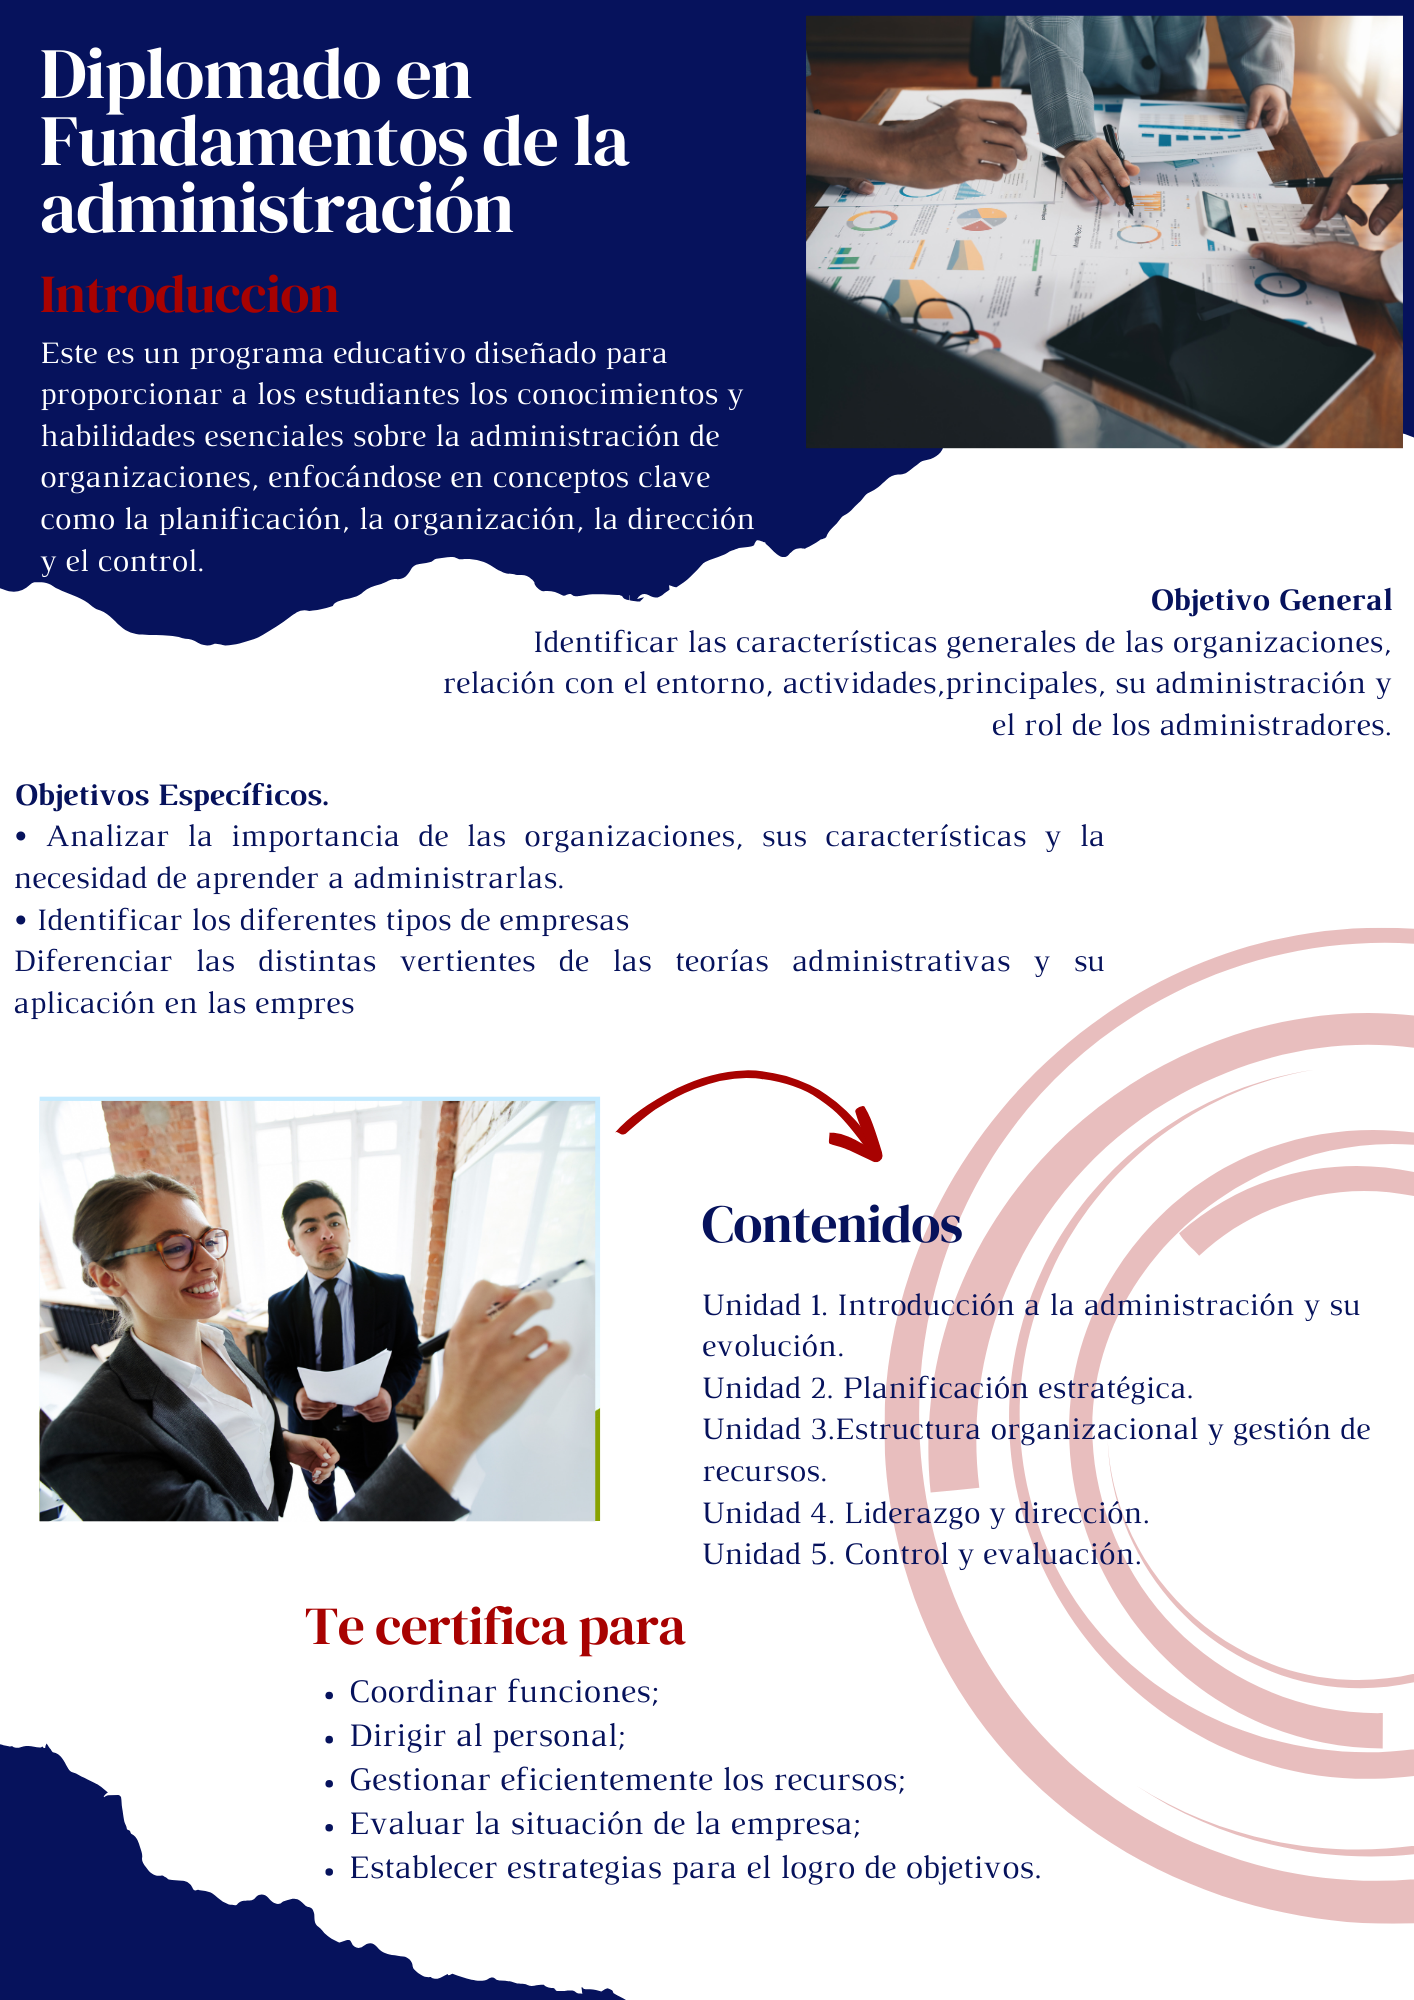 Diplomado en
Fundamentos de la
administración
Introduccion
Este es un programa educativo diseñado para
proporcionar a los estudiantes los conocimientos y
habilidades esenciales sobre la administración de
organizaciones, enfocándose en conceptos clave
como la planificación, la organización, la dirección
y el control.
Objetivo General
Identificar las características generales de las organizaciones,
relación con el entorno, actividades,principales, su administración y
el rol de los administradores.
Objetivos Específicos.
• Analizar la importancia de las organizaciones, sus características y la
necesidad de aprender a administrarlas.
• Identificar los diferentes tipos de empresas
Diferenciar las distintas vertientes de las teorías administrativas y su
aplicación en las empres
Contenidos
Unidad 1. Introducción a la administración y su
evolución.
Unidad 2. Planificación estratégica.
Unidad 3.Estructura organizacional y gestión de
recursos.
Unidad 4. Liderazgo y dirección.
Unidad 5. Control y evaluación.
Te certifica para
• Coordinar funciones;
• Dirigir al personal;
• Gestionar eficientemente los recursos;
• Evaluar la situación de la empresa;
• Establecer estrategias para el logro de objetivos.